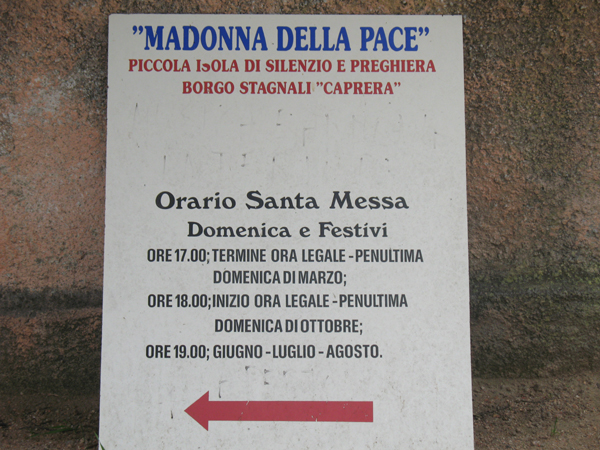 "MADONNA DELLA PACE"
PICCOLA ISOLA DI SILENZIO E PREGHIERA
BORGO STAGNALI "CAPRERA"
Orario Santa Messa
Domenica e Festivi
ORE 17.00; TERMINE ORA LEGALE - PENULTIMA
DOMENICA DI MARZO;
ORE 18.00; INIZIO ORA LEGALE - PENULTIMA
DOMENICA DI OTTOBRE;
ORE 19.00; GIUGNO - LUGLIO - AGOSTO.